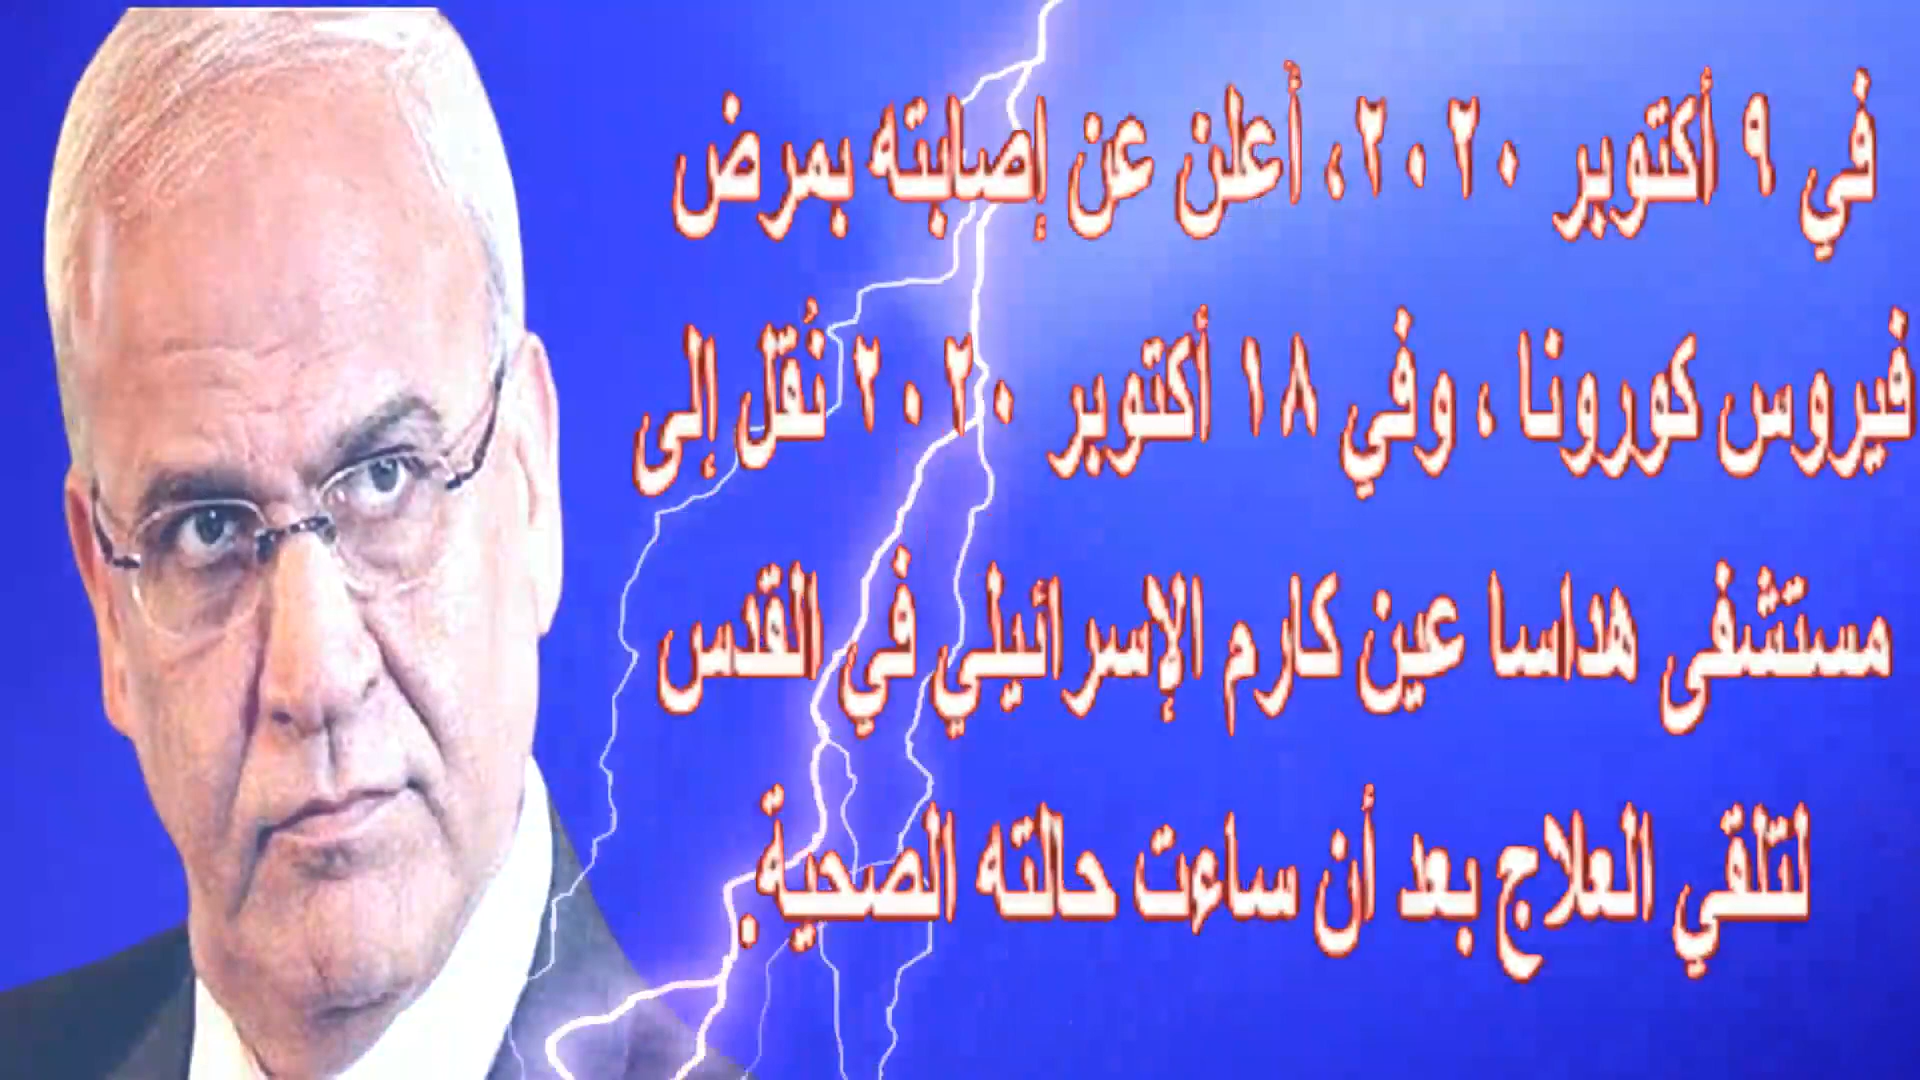 في ٩ أكتوبر ٢٠٢٠، أعلن عن إصابته بمرض
فيروس كورونا ، وفي ١٨ أكتوبر ٢٠٢٠ نُقل إلى
مستشفى هداسا عين كارم الإسرائيلي في القدس
لتلقي العلاج بعد أن ساءت حالته الصحية.